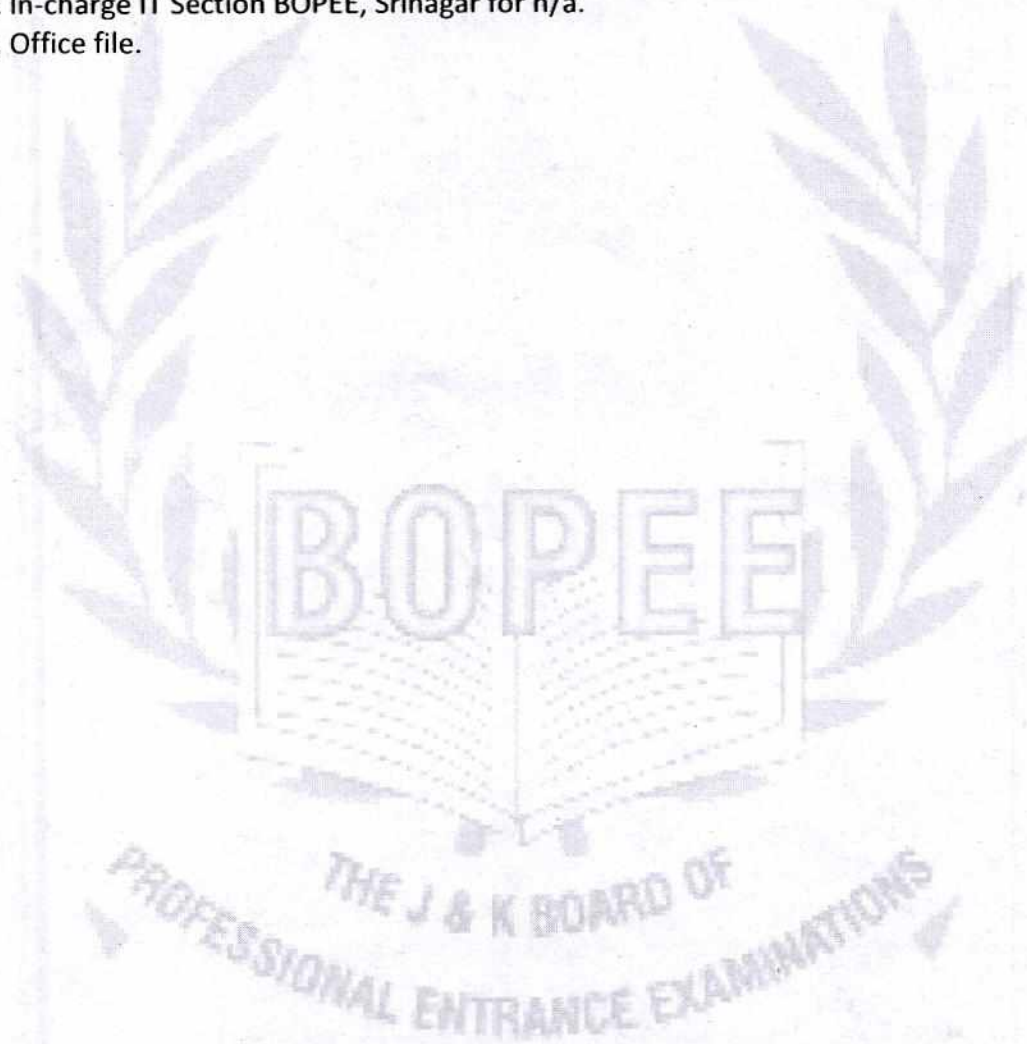 In-charge IT Section BOPEE, Srinagar for n/a.
Office file.
BOPEE
THE J & K BOARD OF
PROFESSIONAL ENTRANCE EXAMINATIONS